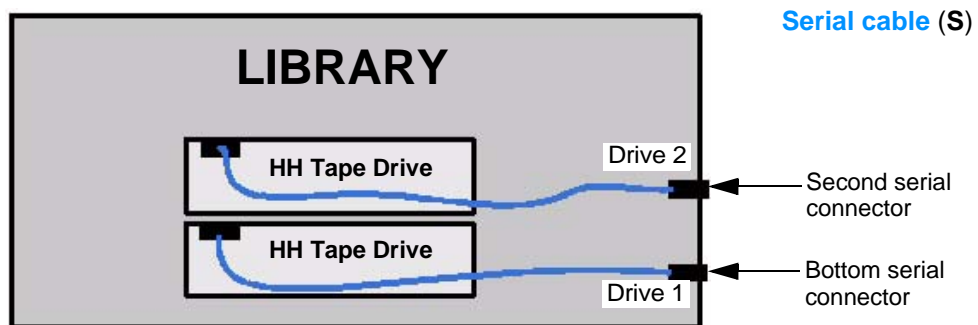 Serial cable (S)
LIBRARY
HH Tape Drive
Drive 2
Second serial
connector
HH Tape Drive
Drive 1
Bottom serial
connector